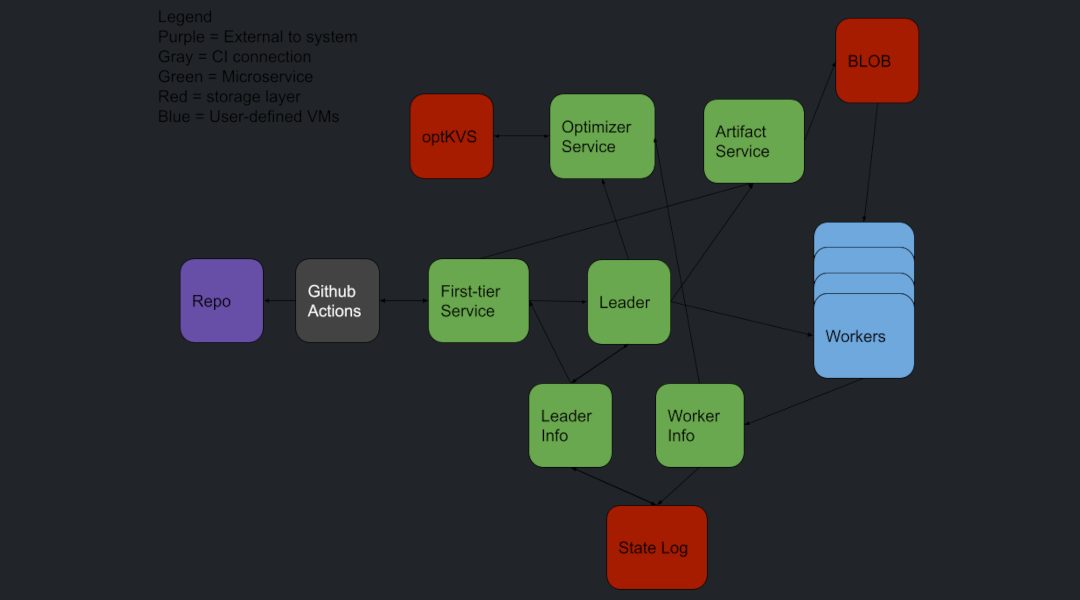 Legend
Purple = External to system
Gray = CI connection
Green = Microservice
Red = storage layer
Blue = User-defined VMs
BLOB
optKVS
Optimizer
Service
Artifact
Service
Repo
Github
Actions
First-tier
Service
Leader
Workers
Leader
Info
Worker
Info
State Log